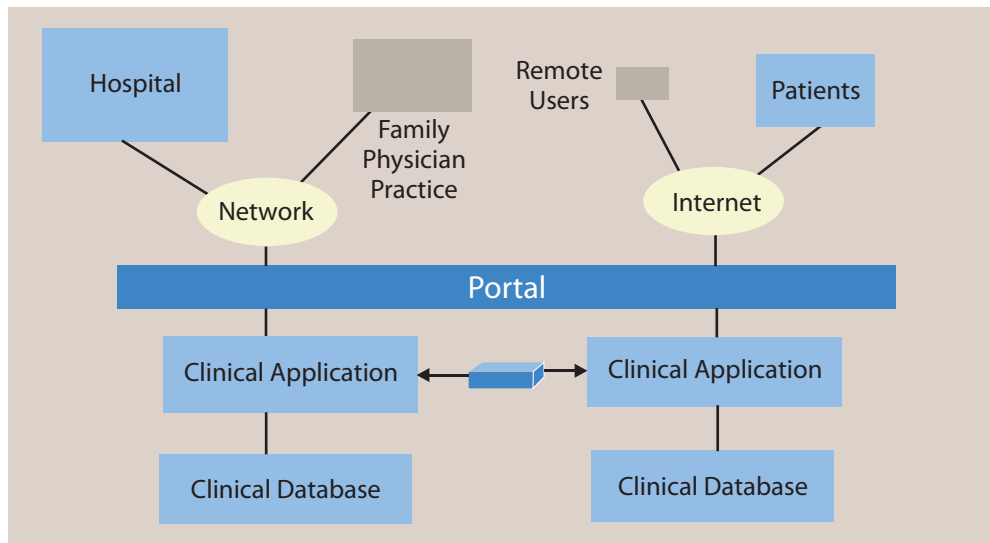 Hospital
Family
Physician
Practice
Remote
Users
Patients
Network
Internet
Portal
Clinical Application
Clinical Application
Clinical Database
Clinical Database